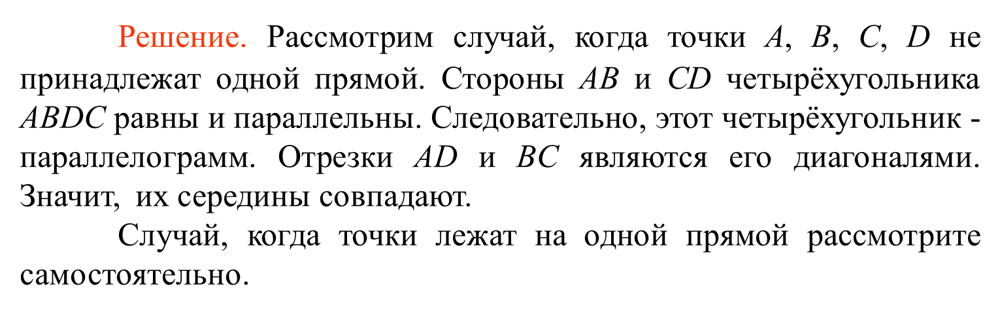 Решение. Рассмотрим случай, когда точки A, B, C, D не
принадлежат одной прямой. Стороны AB и CD четырёхугольника
ABDC равны и параллельны. Следовательно, этот четырёхугольник -
параллелограмм. Отрезки AD и BC являются его диагоналями.
Значит, их середины совпадают.
Случай, когда точки лежат на одной прямой рассмотрите
самостоятельно.